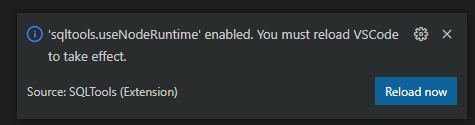 'sqltools.useNodeRuntime' enabled. You must reload VSCode
to take effect.
Source: SQLTools (Extension)
Reload now